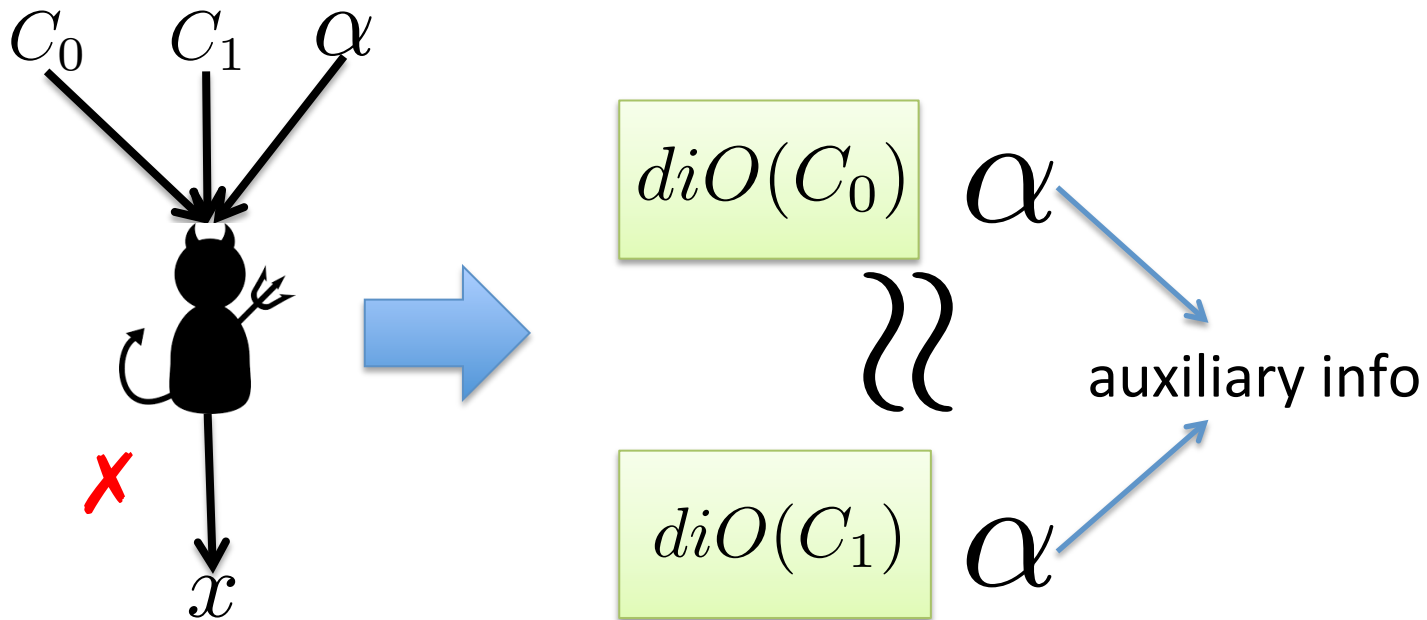 C₀ C₁ α
x
diO(C₀) α
auxiliary info
diO(C₁) α